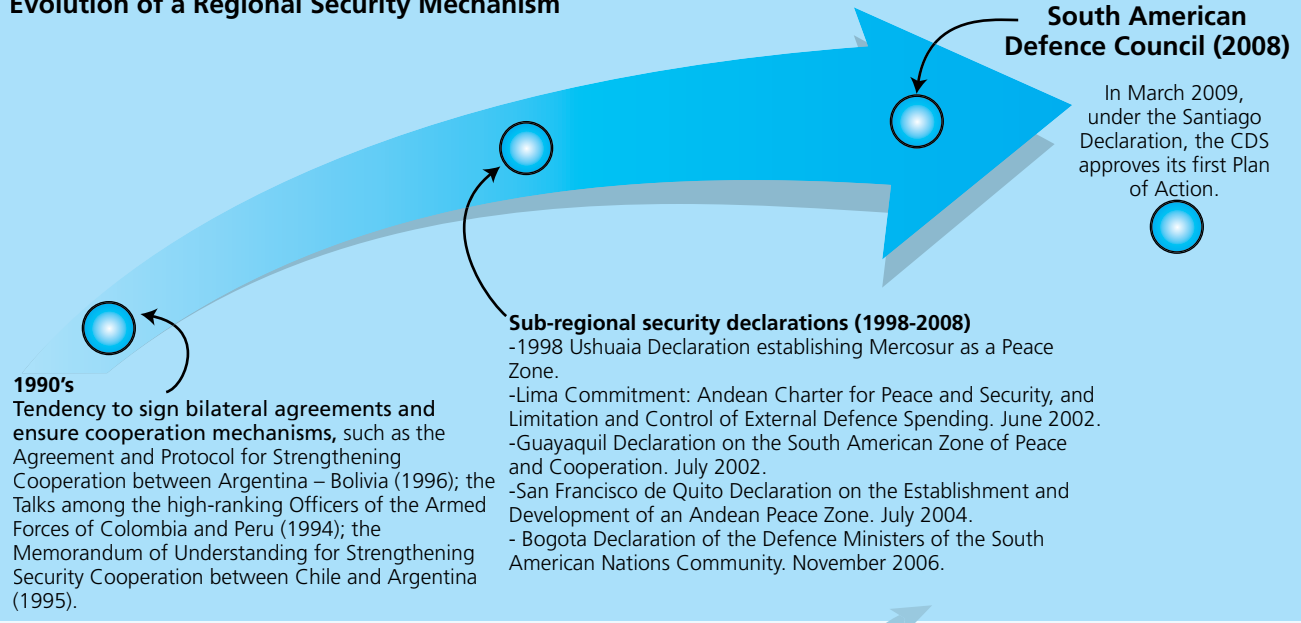 Evolution of a Regional Security Mechanism
South American
Defence Council (2008)
In March 2009,
under the Santiago
Declaration, the CDS
approves its first Plan
of Action.
1990's
Tendency to sign bilateral agreements and
ensure cooperation mechanisms, such as the
Agreement and Protocol for Strengthening
Cooperation between Argentina – Bolivia (1996); the
Talks among the high-ranking Officers of the Armed
Forces of Colombia and Peru (1994); the
Memorandum of Understanding for Strengthening
Security Cooperation between Chile and Argentina
(1995).
Sub-regional security declarations (1998-2008)
-1998 Ushuaia Declaration establishing Mercosur as a Peace
Zone.
-Lima Commitment: Andean Charter for Peace and Security, and
Limitation and Control of External Defence Spending. June 2002.
-Guayaquil Declaration on the South American Zone of Peace
and Cooperation. July 2002.
-San Francisco de Quito Declaration on the Establishment and
Development of an Andean Peace Zone. July 2004.
- Bogota Declaration of the Defence Ministers of the South
American Nations Community. November 2006.